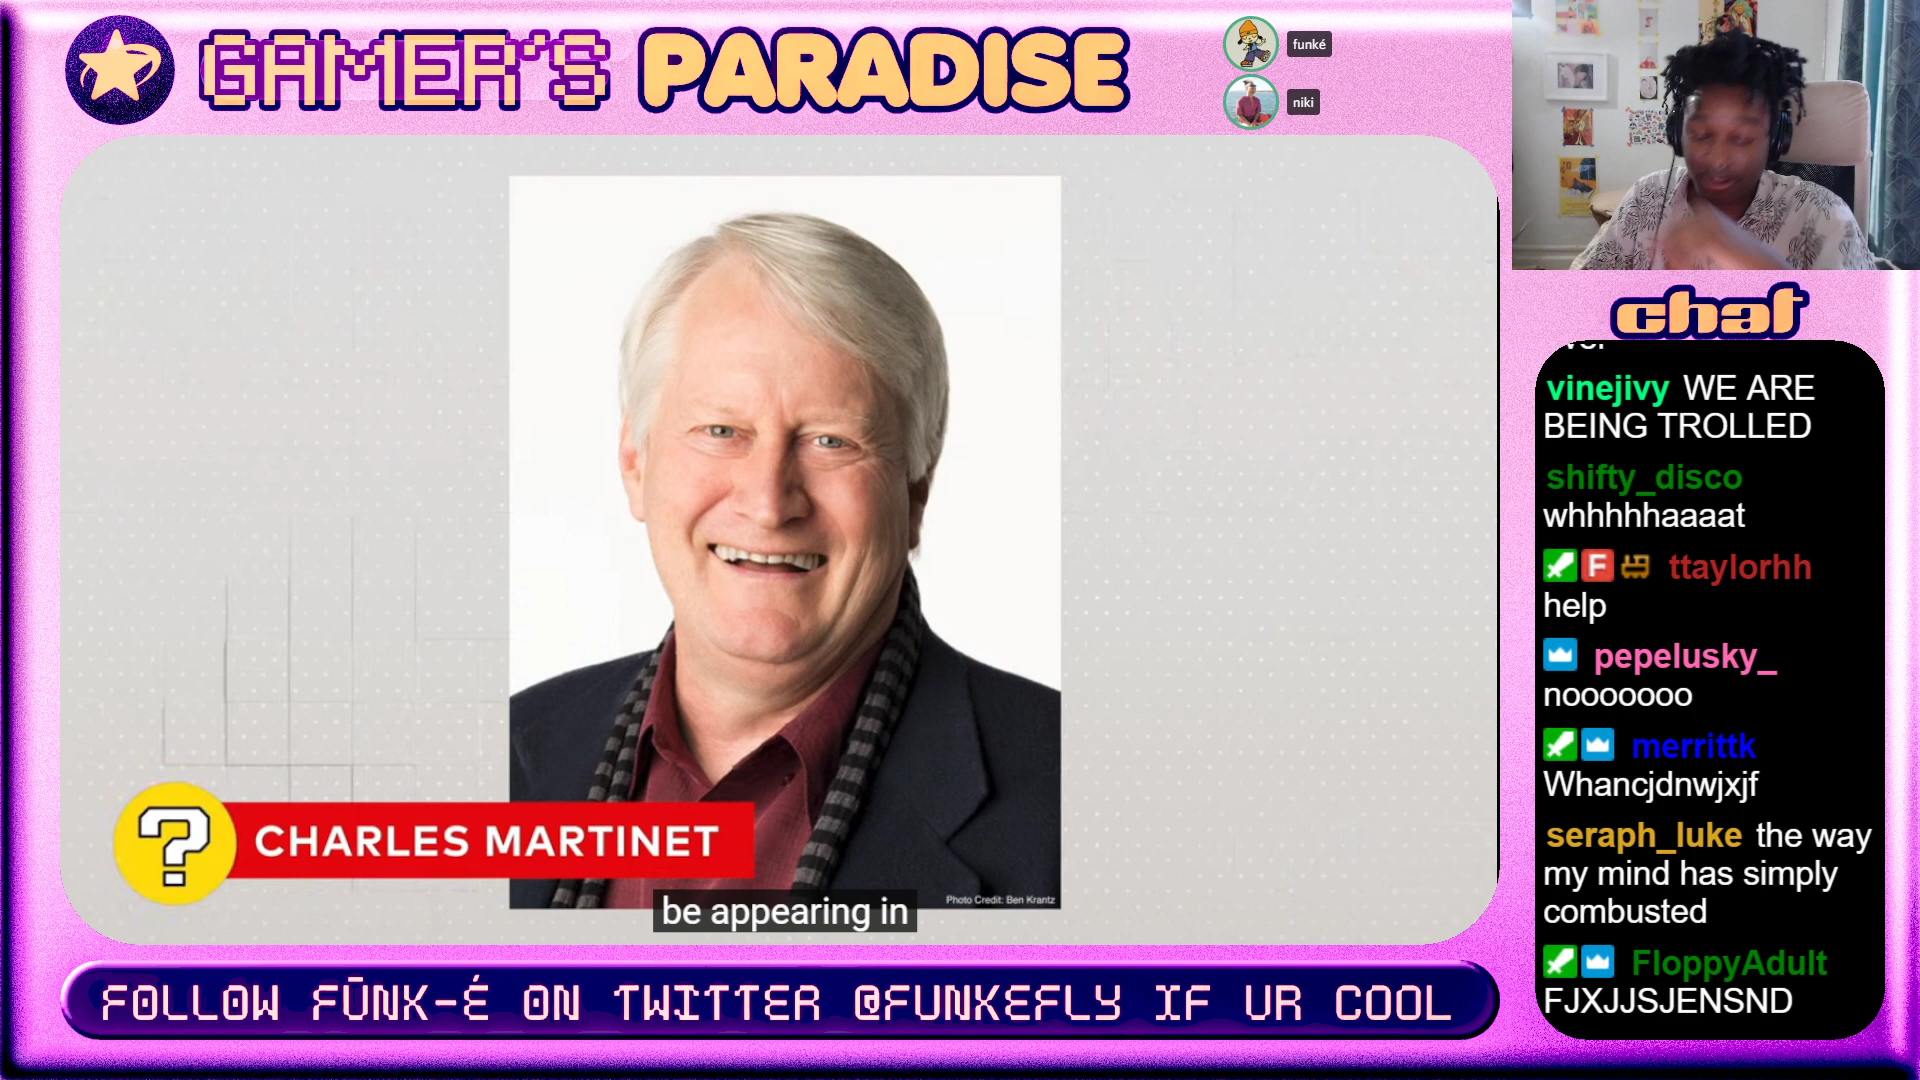 GAMER'S PARADISE
funké
niki
CHARLES MARTINET
Photo Credit: Ben Krantz
be appearing in
FOLLOW FŪNK-É ON TWITTER @FUNKEFLY IF UR COOL
chat
vinejivy WE ARE
BEING TROLLED
shifty_disco
whhhhhaaaat
F ttaylorhh
help
pepelusky_
nooooooo
merrittk
Whancjdnwjxjf
seraph_luke the way
my mind has simply
combusted
FloppyAdult
FJXJJSJENSND